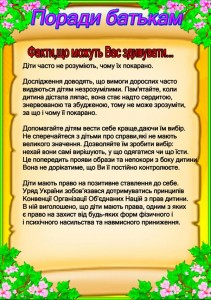 Поради батькам
Факти,що можуть Вас здивувати...
Діти часто не розуміють, чому їх покарано.
Дослідження доводять, що вимоги дорослих часто
видаються дітям незрозумілими. Пам'ятайте, коли
дитина дістала ляпас, вона стає надто сердитою,
знервованою та збудженою, тому не може зрозуміти,
за що і чому її покарано.
Допомагайте дітям вести себе краще,даючи їм вибір.
Не сперечайтеся з дітьми про справи,які не мають
великого значення. Дозволяйте їм зробити вибір:
нехай вони самі вирішують, у що одягатися чи що їсти.
Це попередить прояви образи та непокори з боку дитини.
Вона не дорікатиме, що Ви її постійно контролюєте.
Діти мають право на позитивне ставлення до себе.
Уряд України зобов'язався дотримуватись принципів
Конвенції Організації Об'єднаних Націй з прав дитини.
В ній виголошено, що діти мають права, одним з яких
є право на захист від будь-яких форм фізичного і
і психічного насильства та навмисного приниження.